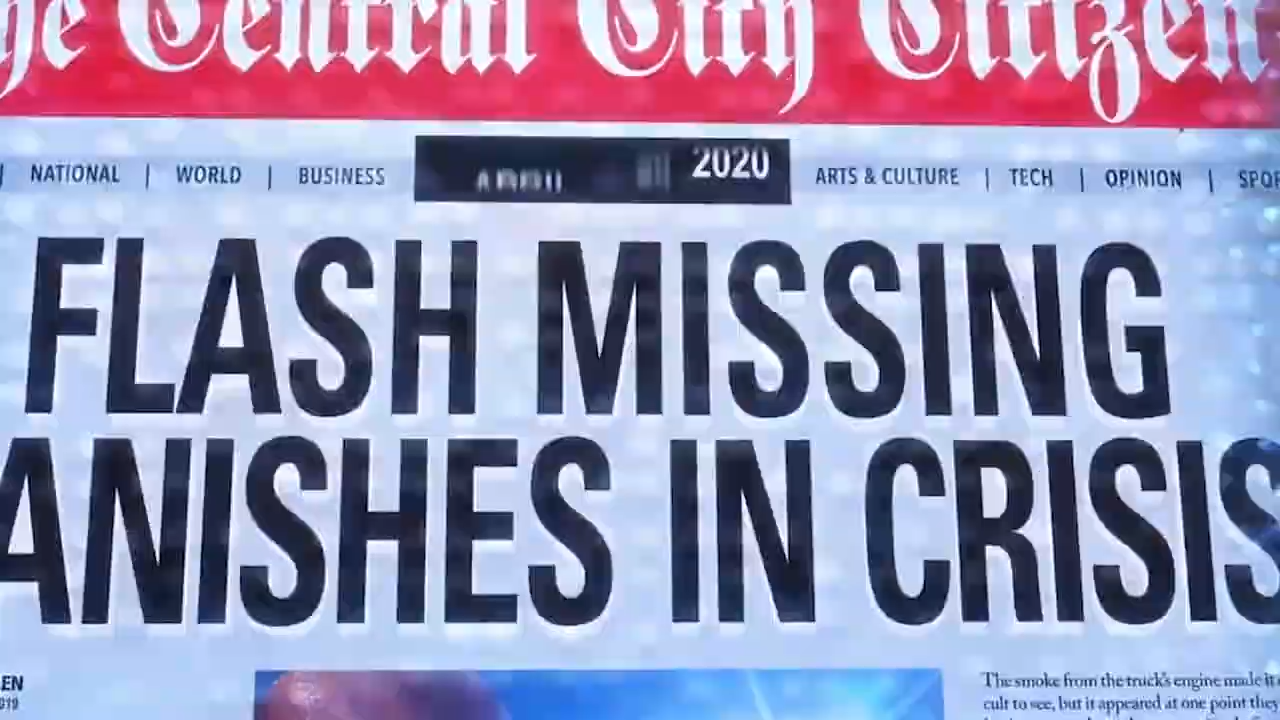 he Central City Citizen
| NATIONAL | WORLD | BUSINESS 2020 ARTS & CULTURE | TECH | OPINION | SPO
FLASH MISSING
ANISHES IN CRISIS
EN
The smoke from the truck's engine made it
cult to see, but it appeared at one point they